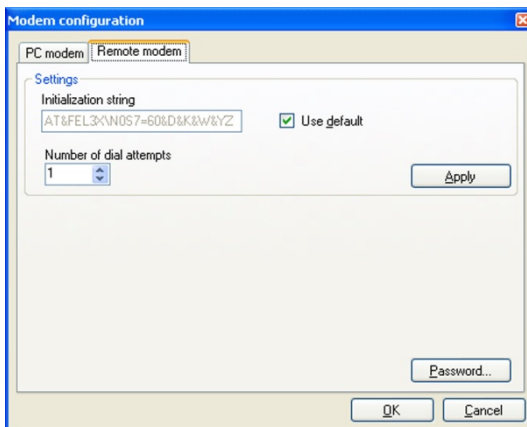 Modem configuration
PC modem Remote modem
Settings
Initialization string
AT&FEL3X\N0S7=60&D&K&W&YZ Use default
Number of dial attempts
1
Apply
Password...
OK Cancel